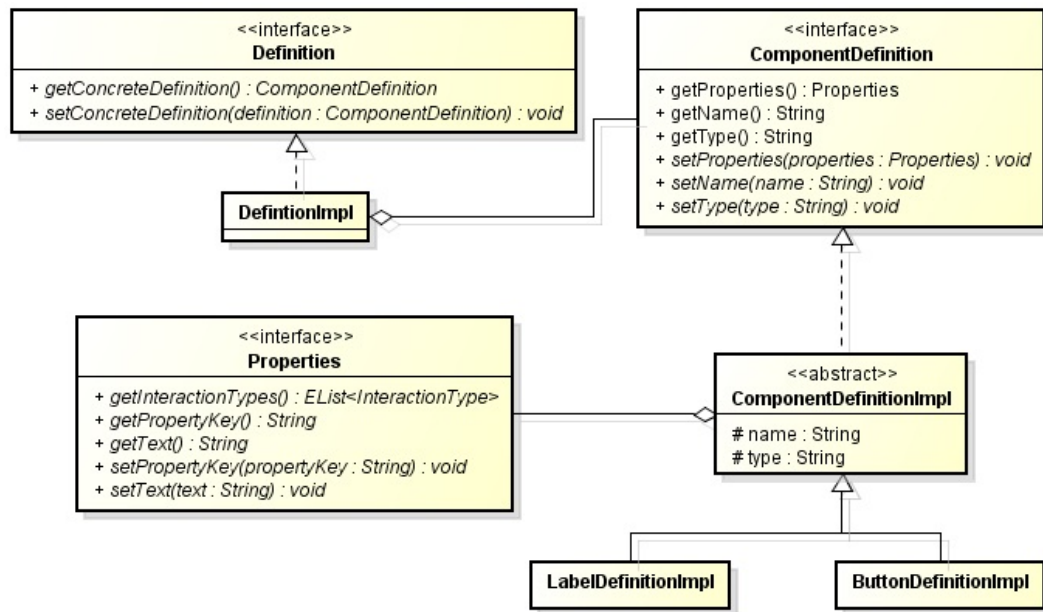 <<interface>>
Definition
+ getConcreteDefinition() : ComponentDefinition
+ setConcreteDefinition(definition : ComponentDefinition) : void
<<interface>>
ComponentDefinition
+ getProperties() : Properties
+ getName() : String
+ getType() : String
+ setProperties(properties : Properties) : void
+ setName(name : String) : void
+ setType(type : String) : void
DefintionImpl
<<interface>>
Properties
+ getInteractionTypes() : EList<InteractionType>
+ getPropertyKey() : String
+ getText() : String
+ setPropertyKey(propertyKey : String) : void
+ setText(text : String) : void
<<abstract>>
ComponentDefinitionImpl
# name : String
# type : String
LabelDefinitionImpl
ButtonDefinitionImpl